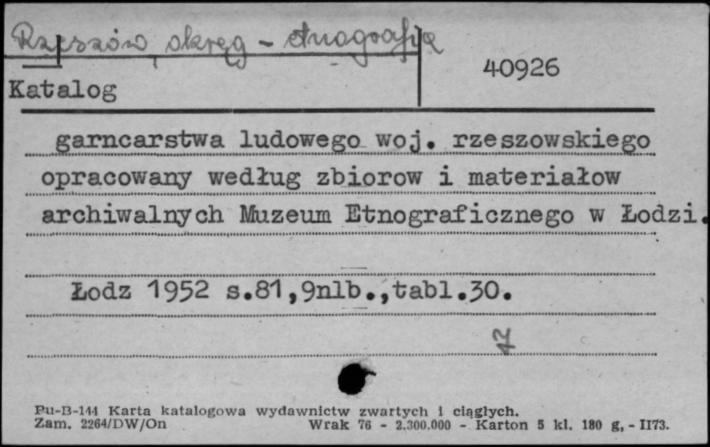 Rzeszów, okręg - etnografia
40926
Katalog
garncarstwa ludowego woj. rzeszowskiego
opracowany według zbiorow i materiałow
archiwalnych Muzeum Etnograficznego w Łodzi.
Łodz 1952 s.81,9nlb.,tabl.30.
Pu-B-144 Karta katalogowa wydawnictw zwartych i ciągłych.
Zam. 2264/DW/On Wrak 76 - 2.300.000 - Karton 5 kl. 180 g, - II73.